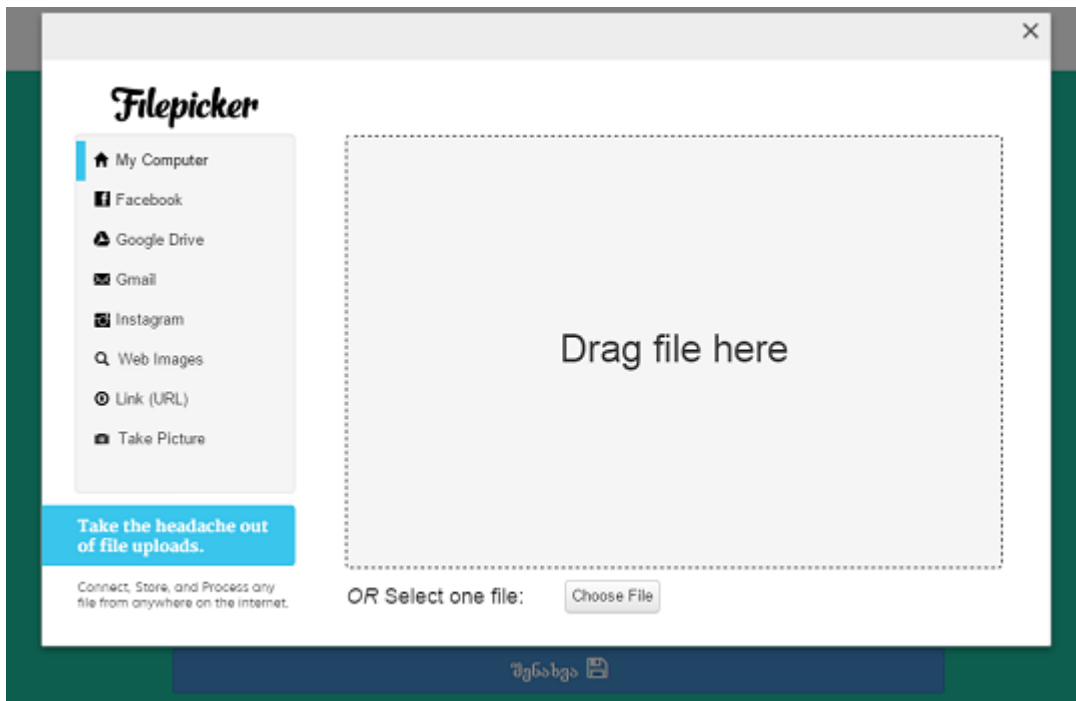 Filepicker
My Computer
Facebook
Google Drive
Gmail
Instagram
Web Images
Link (URL)
Take Picture
Take the headache out
of file uploads.
Connect, Store, and Process any
file from anywhere on the internet.
Drag file here
OR Select one file: Choose File
შენახვა